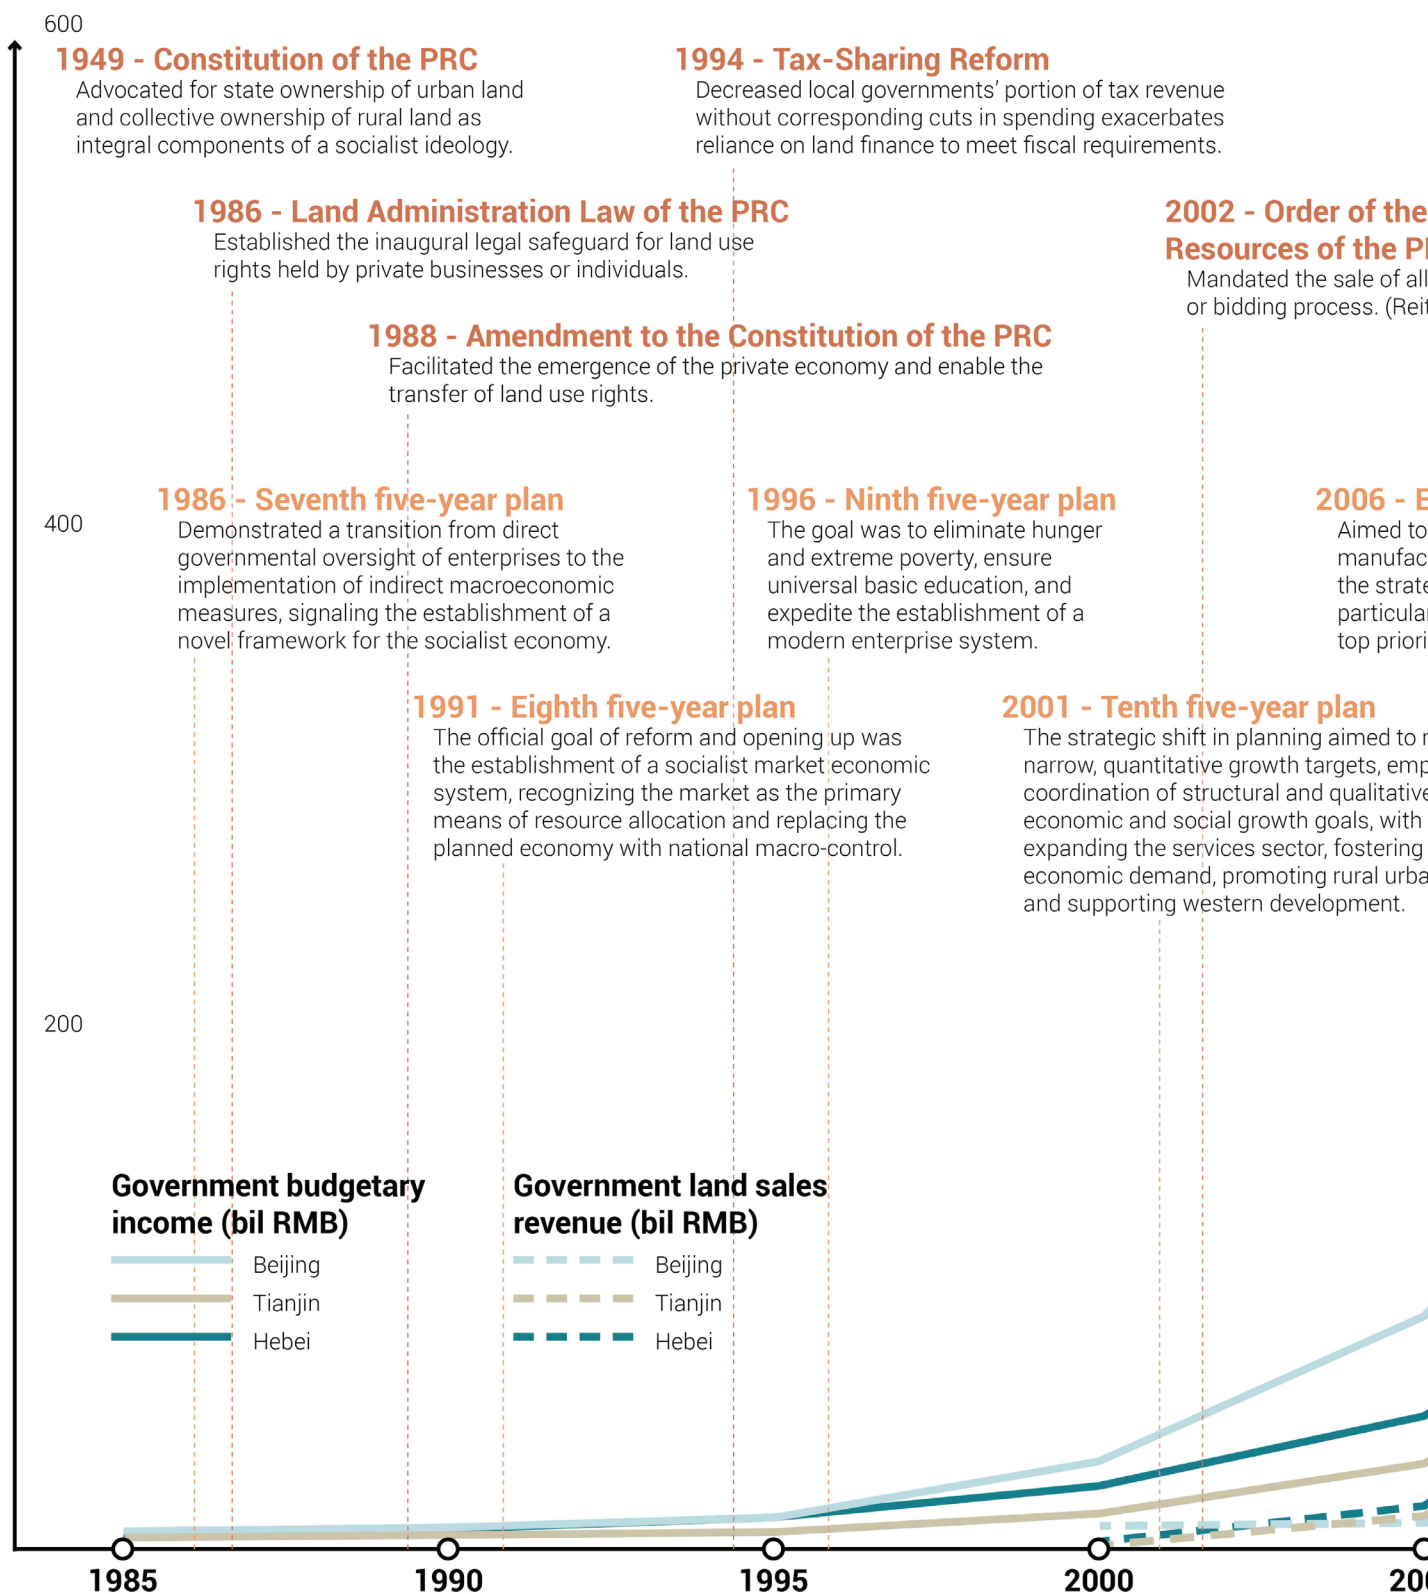 600
1949 - Constitution of the PRC
Advocated for state ownership of urban land
and collective ownership of rural land as
integral components of a socialist ideology.
1994 - Tax-Sharing Reform
Decreased local governments' portion of tax revenue
without corresponding cuts in spending exacerbates
reliance on land finance to meet fiscal requirements.
1986 - Land Administration Law of the PRC
Established the inaugural legal safeguard for land use
rights held by private businesses or individuals.
2002 - Order of the
Resources of the
Mandated the sale of all
or bidding process.
1988 - Amendment to the Constitution of the PRC
Facilitated the emergence of the private economy and enable the
transfer of land use rights.
400
1986 - Seventh five-year plan
Demonstrated a transition from direct
governmental oversight of enterprises to the
implementation of indirect macroeconomic
measures, signaling the establishment of a
novel framework for the socialist economy.
1996 - Ninth five-year plan
The goal was to eliminate hunger
and extreme poverty, ensure
universal basic education, and
expedite the establishment of a
modern enterprise system.
2006 -
Aimed to
the
top
1991 - Eighth five-year plan
The official goal of reform and opening up was
the establishment of a socialist market economic
system, recognizing the market as the primary
means of resource allocation and replacing the
planned economy with national macro-control.
2001 - Tenth five-year plan
The strategic shift in planning aimed to
narrow, quantitative growth targets,
coordination of structural and qualitative
economic and social growth goals, with
expanding the services sector, fostering
economic demand, promoting rural
and supporting western development.
200
Government budgetary
income (bil RMB)
Beijing
Tianjin
Hebei
Government land sales
revenue (bil RMB)
Beijing
Tianjin
Hebei
1985
1990
1995
2000